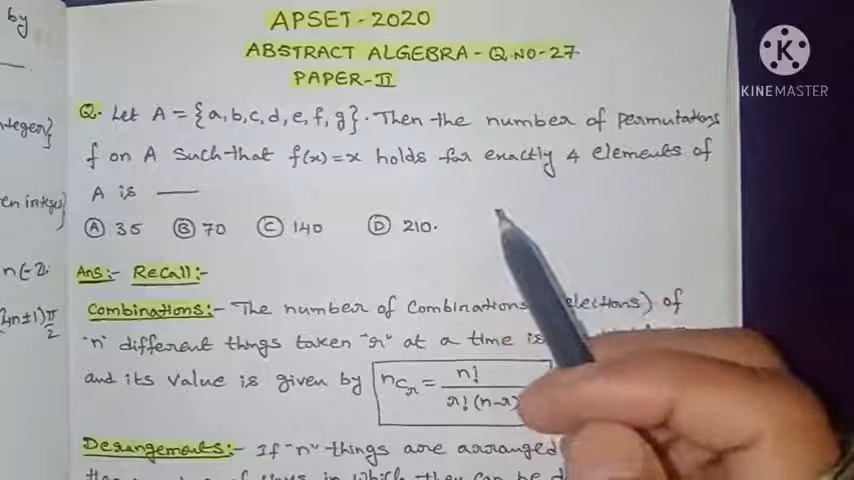 by
APSET-2020
ABSTRACT ALGEBRA - Q.NO-27
PAPER-II
KINEMASTER
Q. Let A = {a,b,c,d,e,f,g}. Then the number of permutations
f on A such that f(x)=x holds for exactly 4 elements of
A is ——
(A) 35 (B) 70 (C) 140 (D) 210.
Ans:- Recall:-
Combinations:- The number of combinations of
"n" different things taken "r" at a time is
and its value is given by nCr = n! / r!(n-r)
Derangements:- If "n" things are arranged